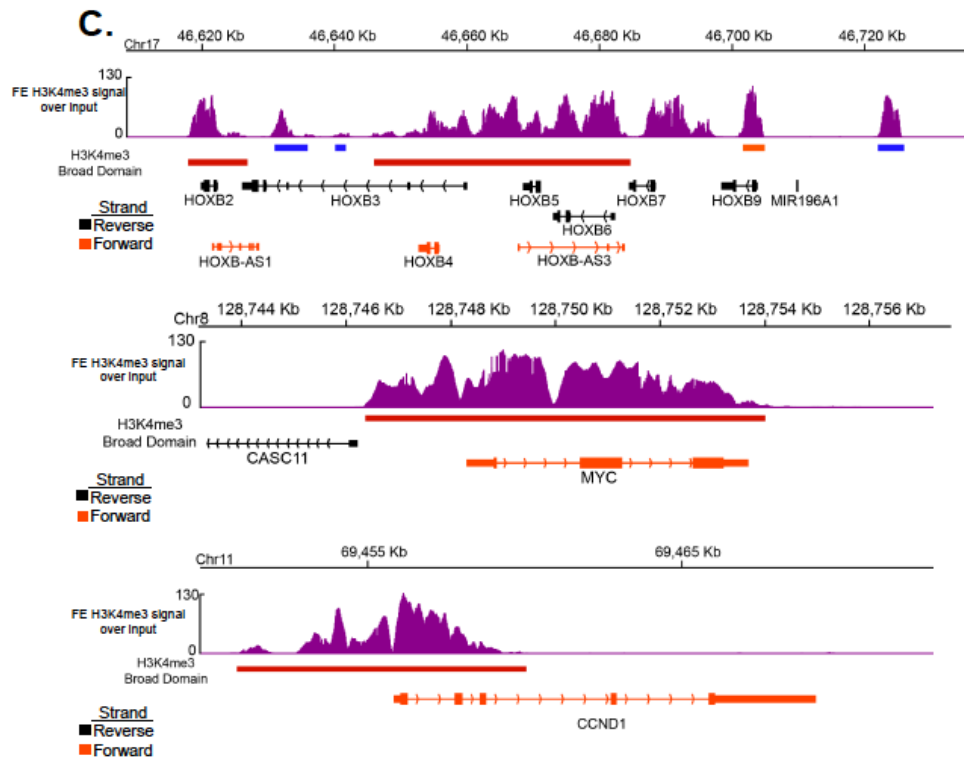 C.
Chr17
46,620 Kb 46,640 Kb 46,660 Kb 46,680 Kb 46,700 Kb 46,720 Kb
130
FE H3K4me3 signal
over Input
0
H3K4me3
Broad Domain
HOXB2 HOXB3 HOXB5 HOXB7 HOXB9 MIR196A1
Strand
Reverse
HOXB6
Forward
HOXB-AS1 HOXB4 HOXB-AS3
128,744 Kb 128,746 Kb 128,748 Kb 128,750 Kb 128,752 Kb 128,754 Kb 128,756 Kb
Chr8
130
FE H3K4me3 signal
over Input
0
H3K4me3
Broad Domain
CASC11
MYC
Strand
Reverse
Forward
Chr11
69,455 Kb 69,465 Kb
130
FE H3K4me3 signal
over Input
0
H3K4me3
Broad Domain
CCND1
Strand
Reverse
Forward